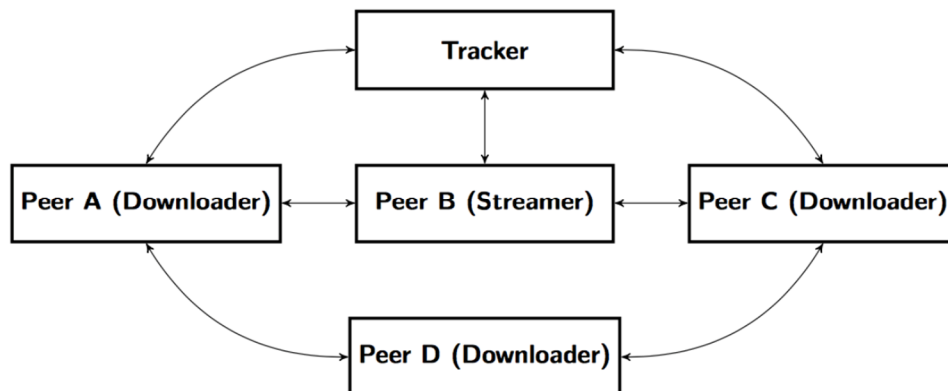 Tracker
Peer A (Downloader)
Peer B (Streamer)
Peer C (Downloader)
Peer D (Downloader)